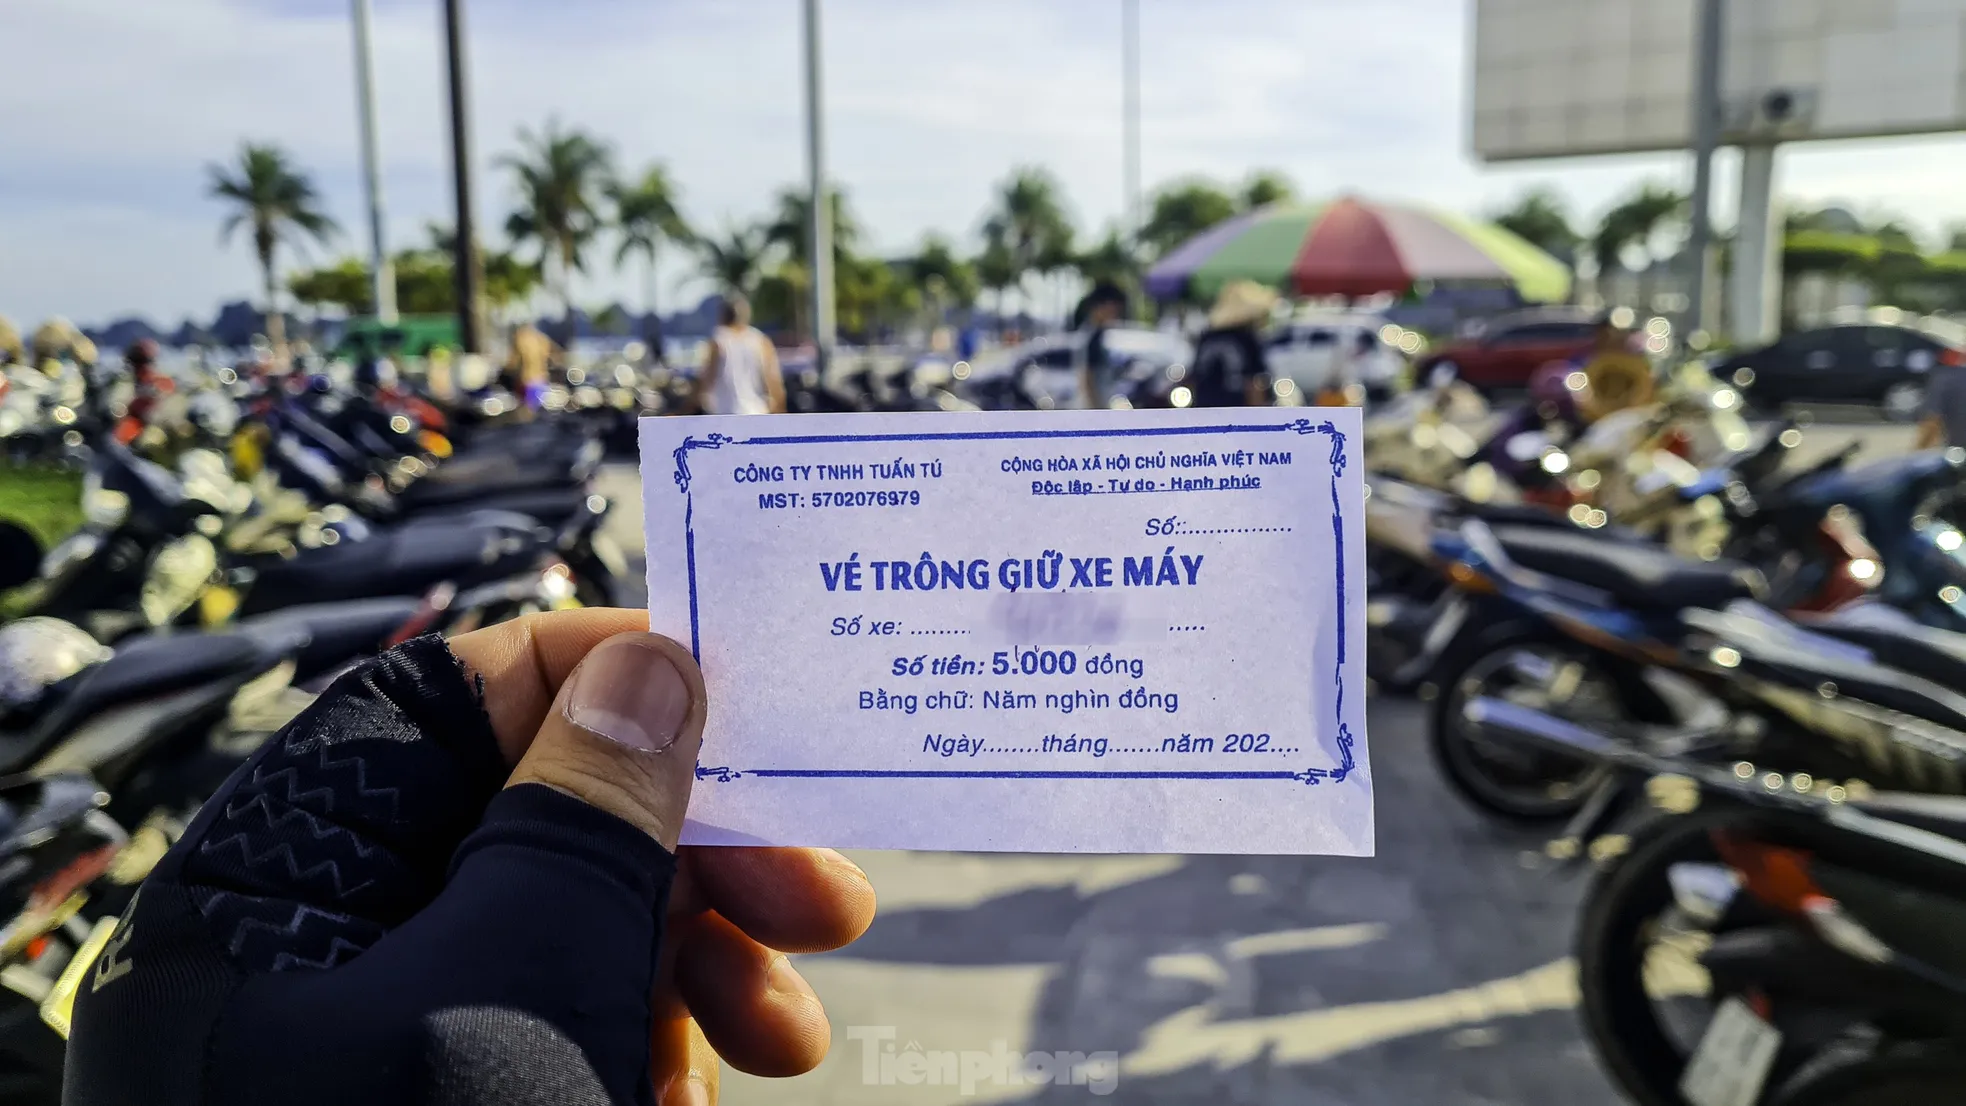 CÔNG TY TNHH TUẤN TÚ
MST: 5702076979
CỘNG HÒA XÃ HỘI CHỦ NGHĨA VIỆT NAM
Độc lập - Tự do - Hạnh phúc
Số:................
VÉ TRÔNG GIỮ XE MÁY
Số xe: ......... .....
Số tiền: 5.000 đồng
Bằng chữ: Năm nghìn đồng
Ngày........tháng.......năm 202....
Tiềnphong